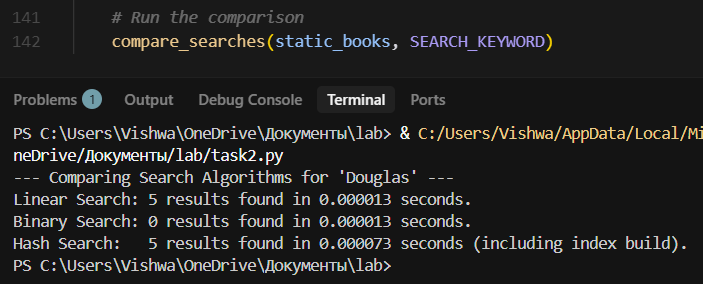 141 # Run the comparison
142 compare_searches(static_books, SEARCH_KEYWORD)
Problems 1 Output Debug Console Terminal Ports
PS C:\Users\Vishwa\OneDrive\Документы\lab> & C:/Users/Vishwa/AppData/Local/Mi
neDrive/Документы/lab/task2.py
--- Comparing Search Algorithms for 'Douglas' ---
Linear Search: 5 results found in 0.000013 seconds.
Binary Search: 0 results found in 0.000013 seconds.
Hash Search:   5 results found in 0.000073 seconds (including index build).
PS C:\Users\Vishwa\OneDrive\Документы\lab>